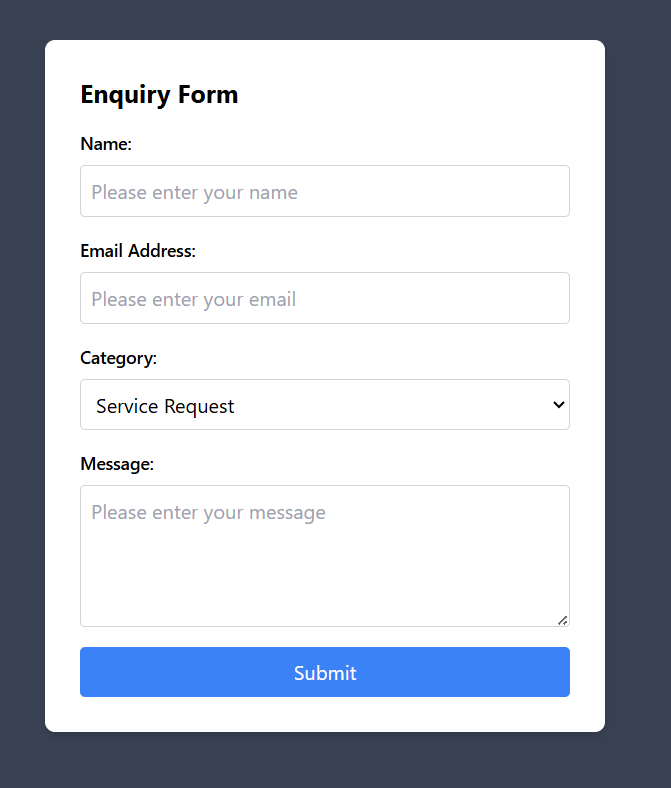 Enquiry Form
Name:
Please enter your name
Email Address:
Please enter your email
Category:
Service Request
Message:
Please enter your message
Submit